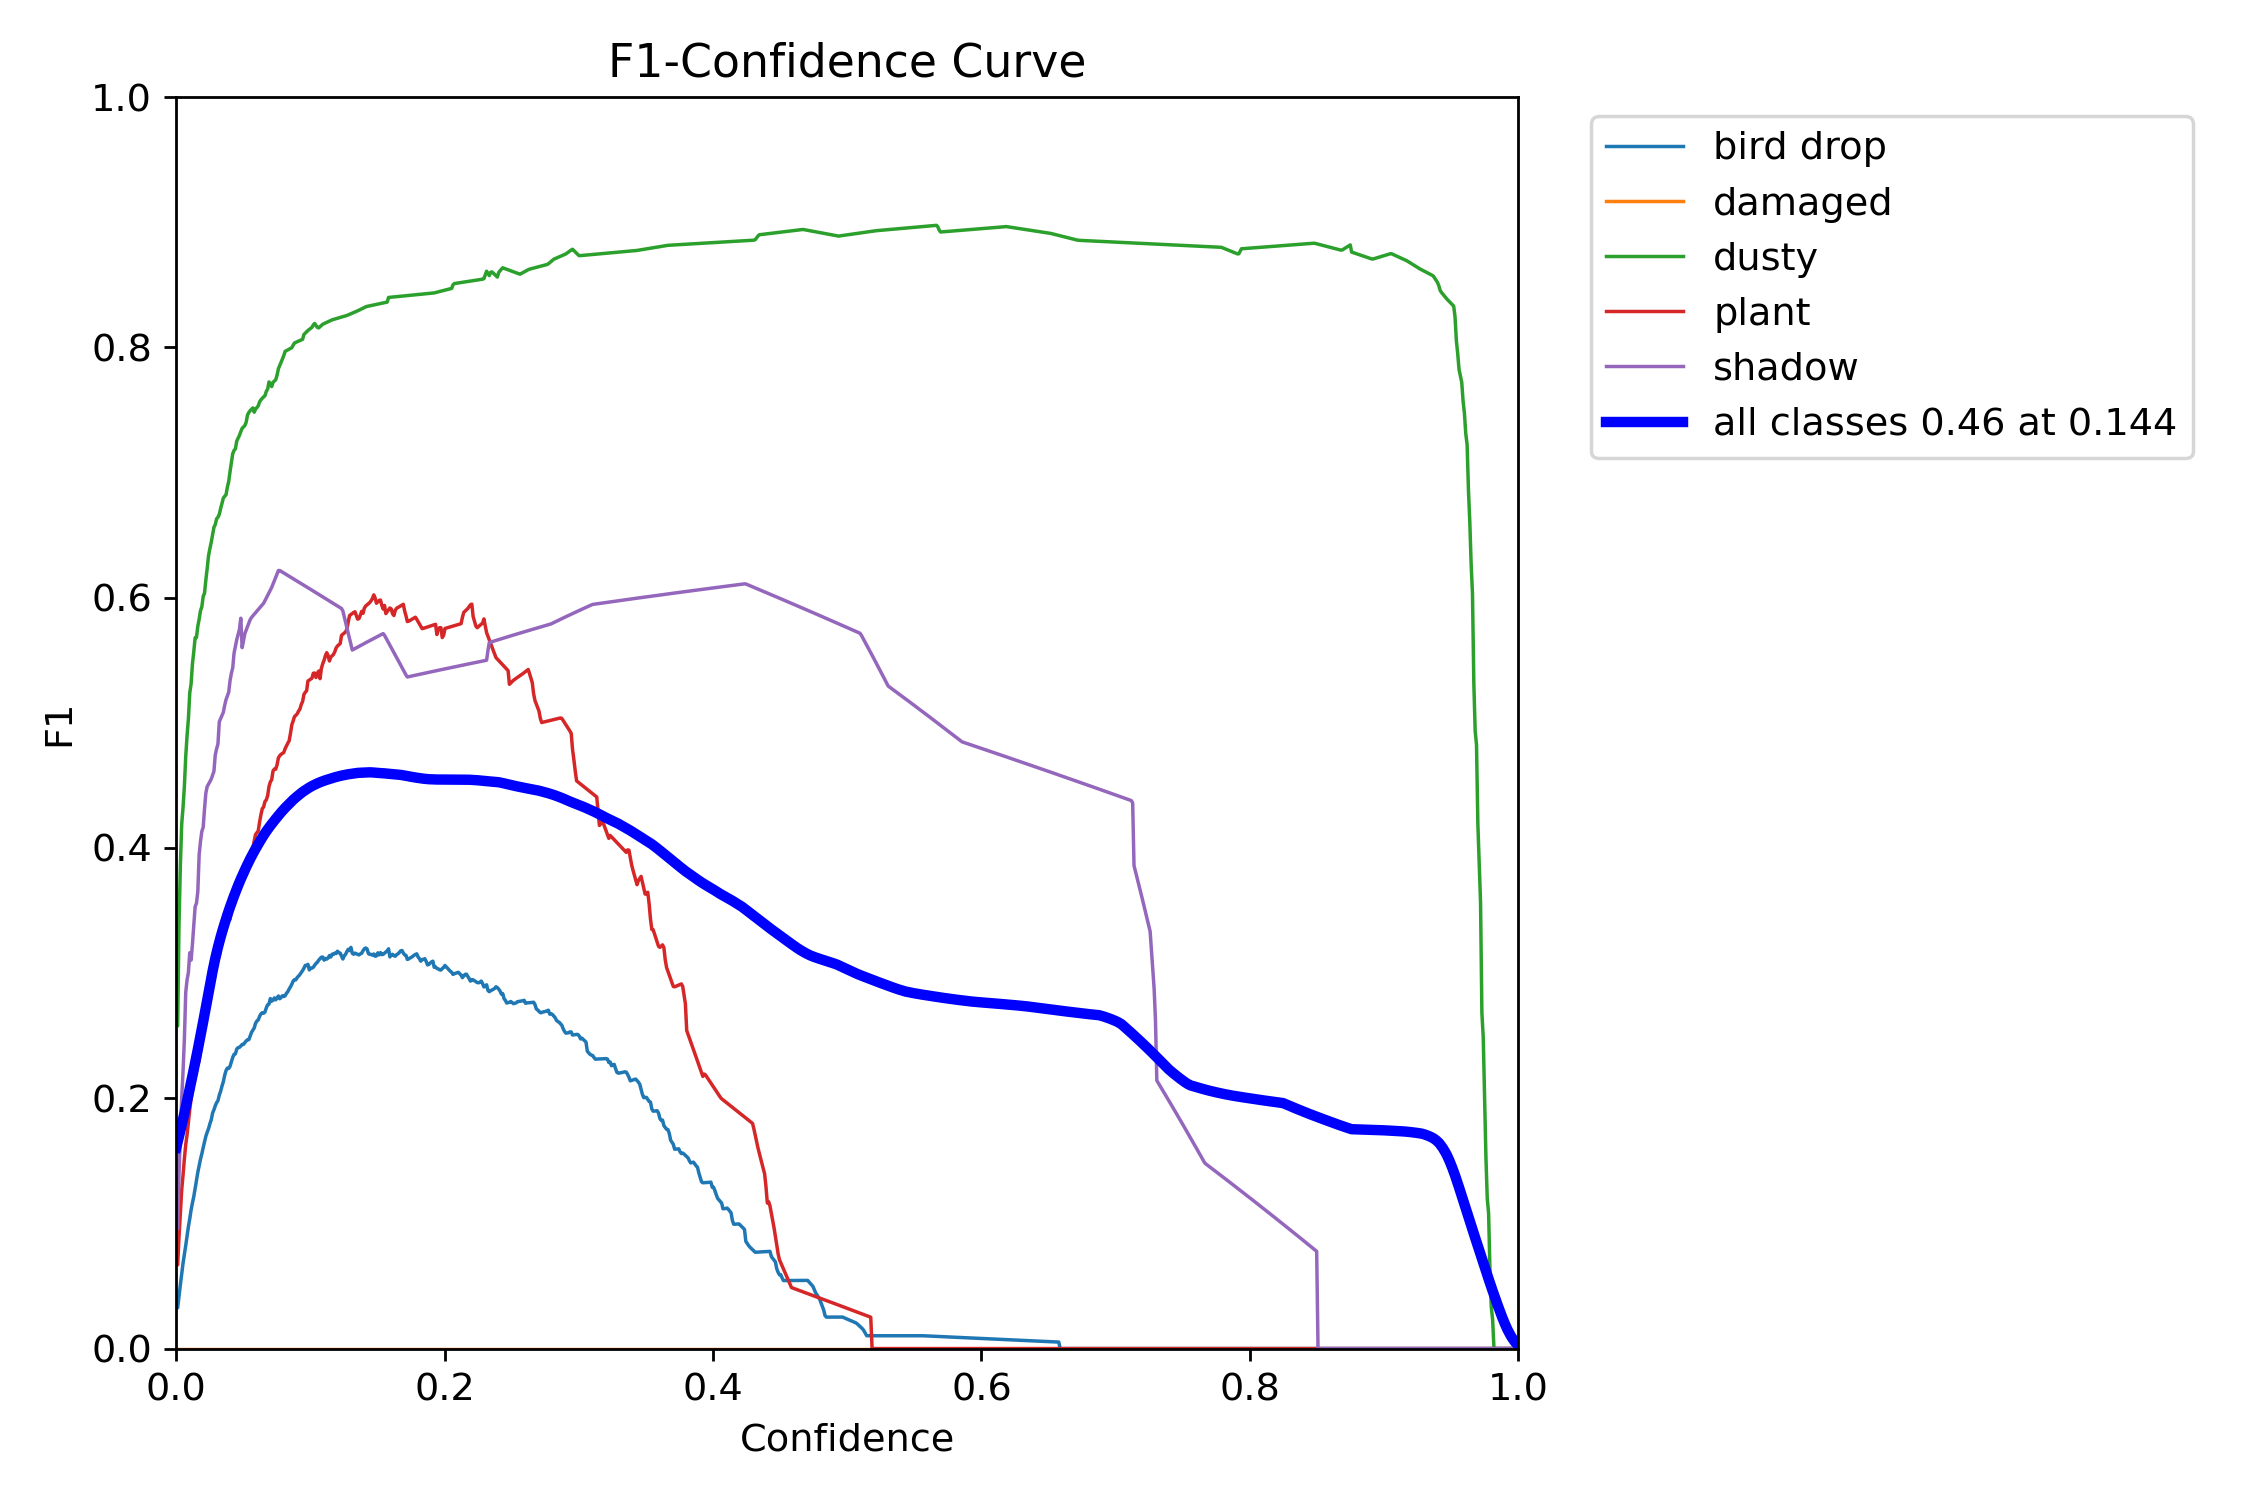 F1-Confidence Curve
1.0
0.8
0.6
0.4
0.2
0.0
F1
0.0 0.2 0.4 0.6 0.8 1.0
Confidence
bird drop
damaged
dusty
plant
shadow
all classes 0.46 at 0.144